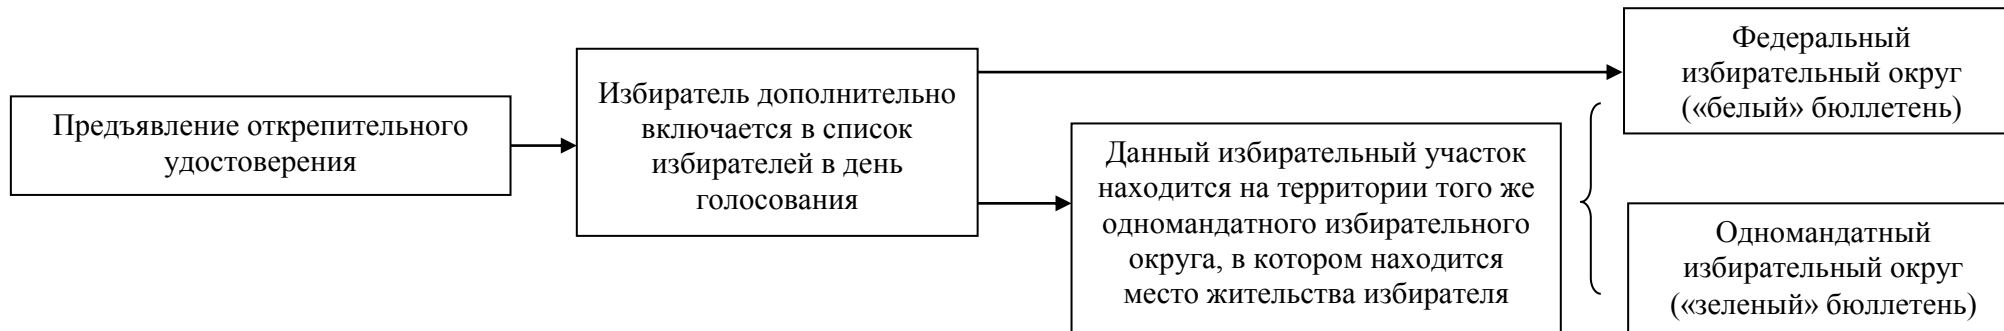 Предъявление открепительного
удостоверения
Избиратель дополнительно
включается в список
избирателей в день
голосования
Данный избирательный участок
находится на территории того же
одномандатного избирательного
округа, в котором находится
место жительства избирателя
Федеральный
избирательный округ
(«белый» бюллетень)
Одномандатный
избирательный округ
(«зеленый» бюллетень)